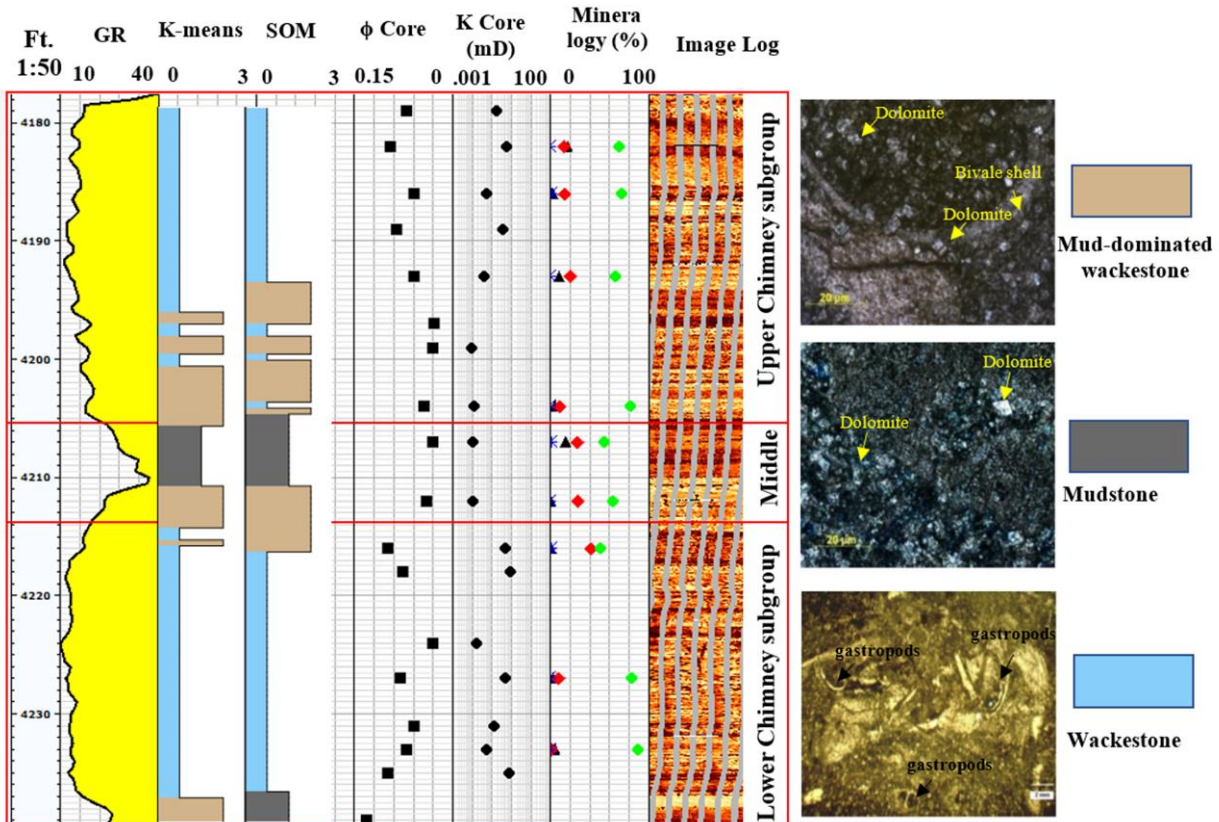 Ft.
1:50
GR
10 40
K-means
0 3
SOM
0 3
ϕ Core
0.15 0
K Core
(mD)
.001 100
Minera
logy (%)
0 100
Image Log
4180
4190
4200
4210
4220
4230
Upper Chimney subgroup
Middle
Lower Chimney subgroup
Dolomite
Bivale shell
Dolomite
20 µm
Mud-dominated
wackestone
Dolomite
Dolomite
20 µm
Mudstone
gastropods
gastropods
gastropods
2 mm
Wackestone